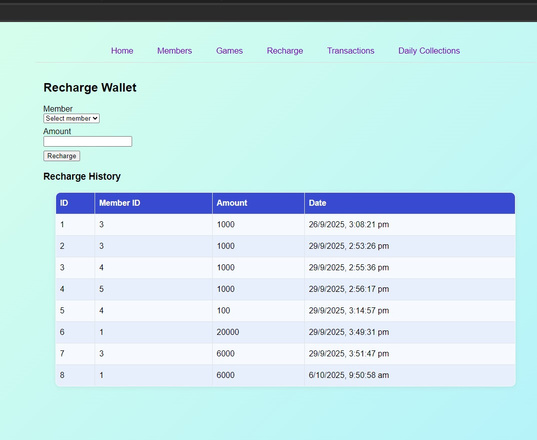 Home Members Games Recharge Transactions Daily Collections
Recharge Wallet
Member
Select member
Amount
Recharge
Recharge History
ID Member ID Amount Date
1 3 1000 26/9/2025, 3:08:21 pm
2 3 1000 29/9/2025, 2:53:26 pm
3 4 1000 29/9/2025, 2:55:36 pm
4 5 1000 29/9/2025, 2:56:17 pm
5 4 100 29/9/2025, 3:14:57 pm
6 1 20000 29/9/2025, 3:49:31 pm
7 3 6000 29/9/2025, 3:51:47 pm
8 1 6000 6/10/2025, 9:50:58 am